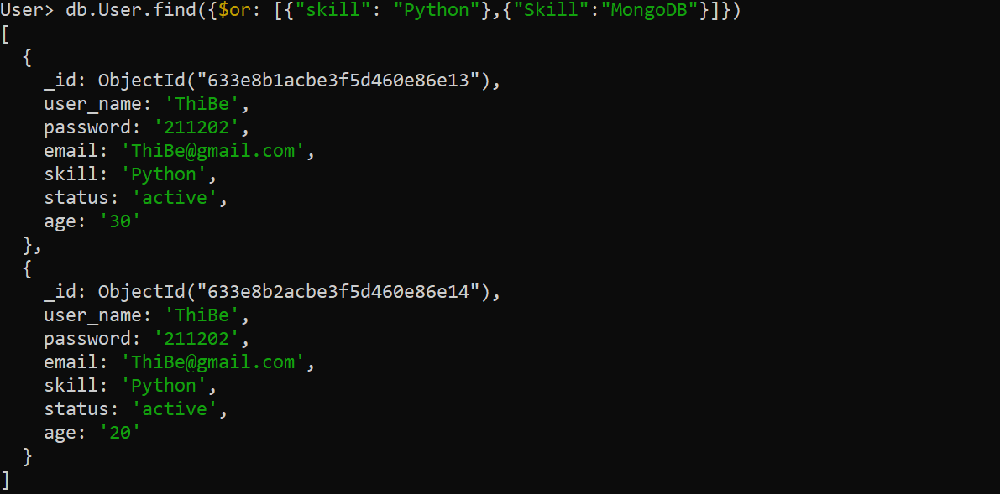 User> db.User.find({$or: [{"skill": "Python"},{"Skill":"MongoDB"}]})
[
  {
    _id: ObjectId("633e8b1acbe3f5d460e86e13"),
    user_name: 'ThiBe',
    password: '211202',
    email: 'ThiBe@gmail.com',
    skill: 'Python',
    status: 'active',
    age: '30'
  },
  {
    _id: ObjectId("633e8b2acbe3f5d460e86e14"),
    user_name: 'ThiBe',
    password: '211202',
    email: 'ThiBe@gmail.com',
    skill: 'Python',
    status: 'active',
    age: '20'
  }
]